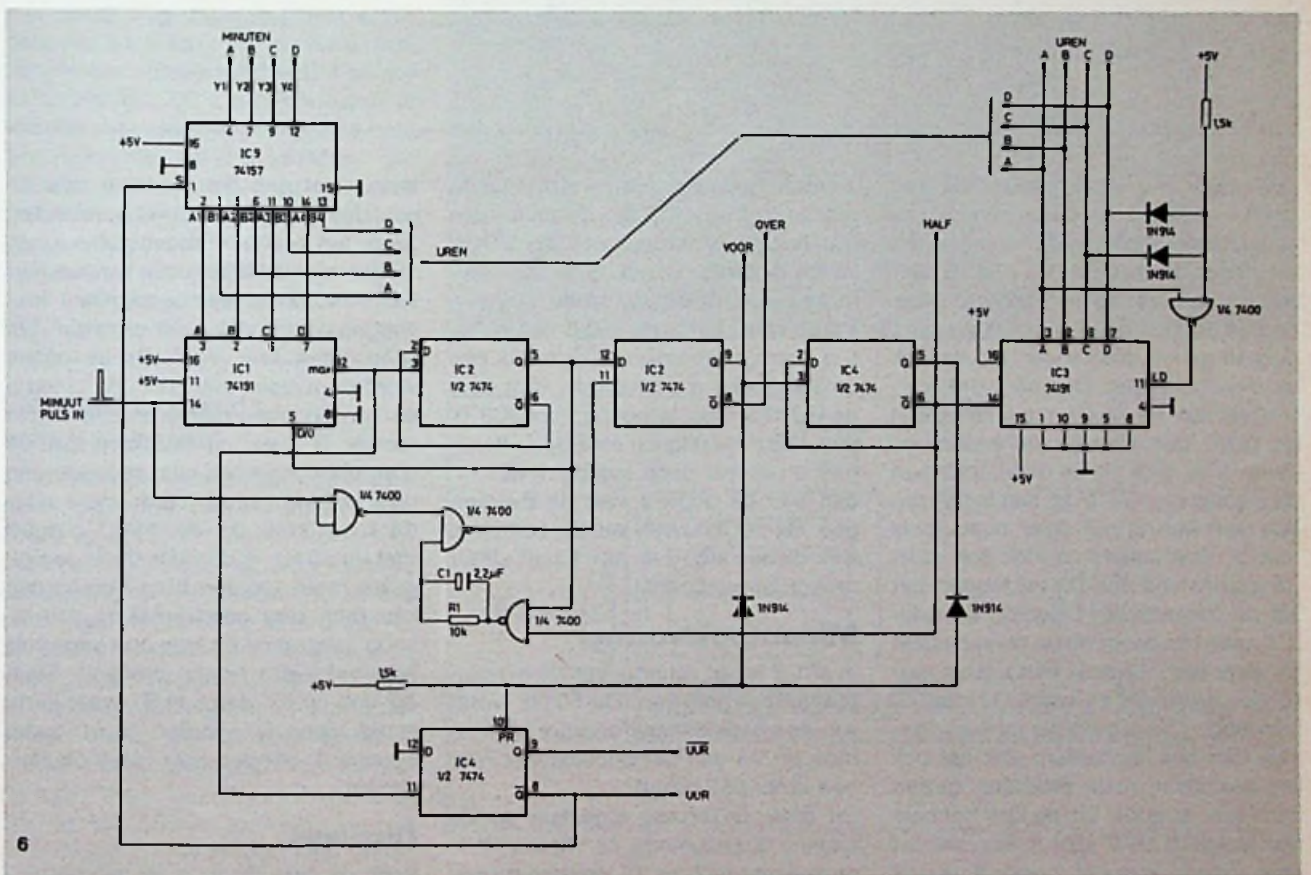 MINUTEN
A B C D
Y1 Y2 Y3 Y4
4 7 9 12
+5V 16
8
IC 9
74157
S 1
15
2 1 5 6 11 10 14 13
A1 B1 A2 B2 A3 B3 A4 B4
D
C
B
A
UREN
UREN
A B C D
+5V
D
C
B
A
1,5k
1N914
1N914
1/4 7400
VOOR
OVER
HALF
A B C D
3 2 6 7
+5V 16
+5V 11
14
MINUUT
PULS IN
IC1
74191
max
12
4
8
5
D/U
2 D
3
IC2
1/2 7474
Q 5
Q 6
12 D
11
IC2
1/2 7474
Q 9
Q 8
2 D
3
IC4
1/2 7474
Q 5
Q 6
+5V
3 2 6 7
A B C D
16
14
IC3
74191
LD
11
4
15 1 10 9 5 8
+5V
1/4 7400
1/4 7400
C1 2,2µF
R1
10k
1/4 7400
1N914
1N914
+5V
1,5k
10
PR
12 D
11
IC4
1/2 7474
Q 9
Q 8
UUR
UUR
6